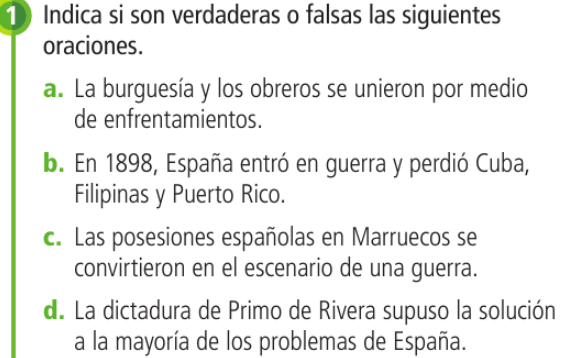 1 Indica si son verdaderas o falsas las siguientes
oraciones.
a. La burguesía y los obreros se unieron por medio
de enfrentamientos.
b. En 1898, España entró en guerra y perdió Cuba,
Filipinas y Puerto Rico.
c. Las posesiones españolas en Marruecos se
convirtieron en el escenario de una guerra.
d. La dictadura de Primo de Rivera supuso la solución
a la mayoría de los problemas de España.